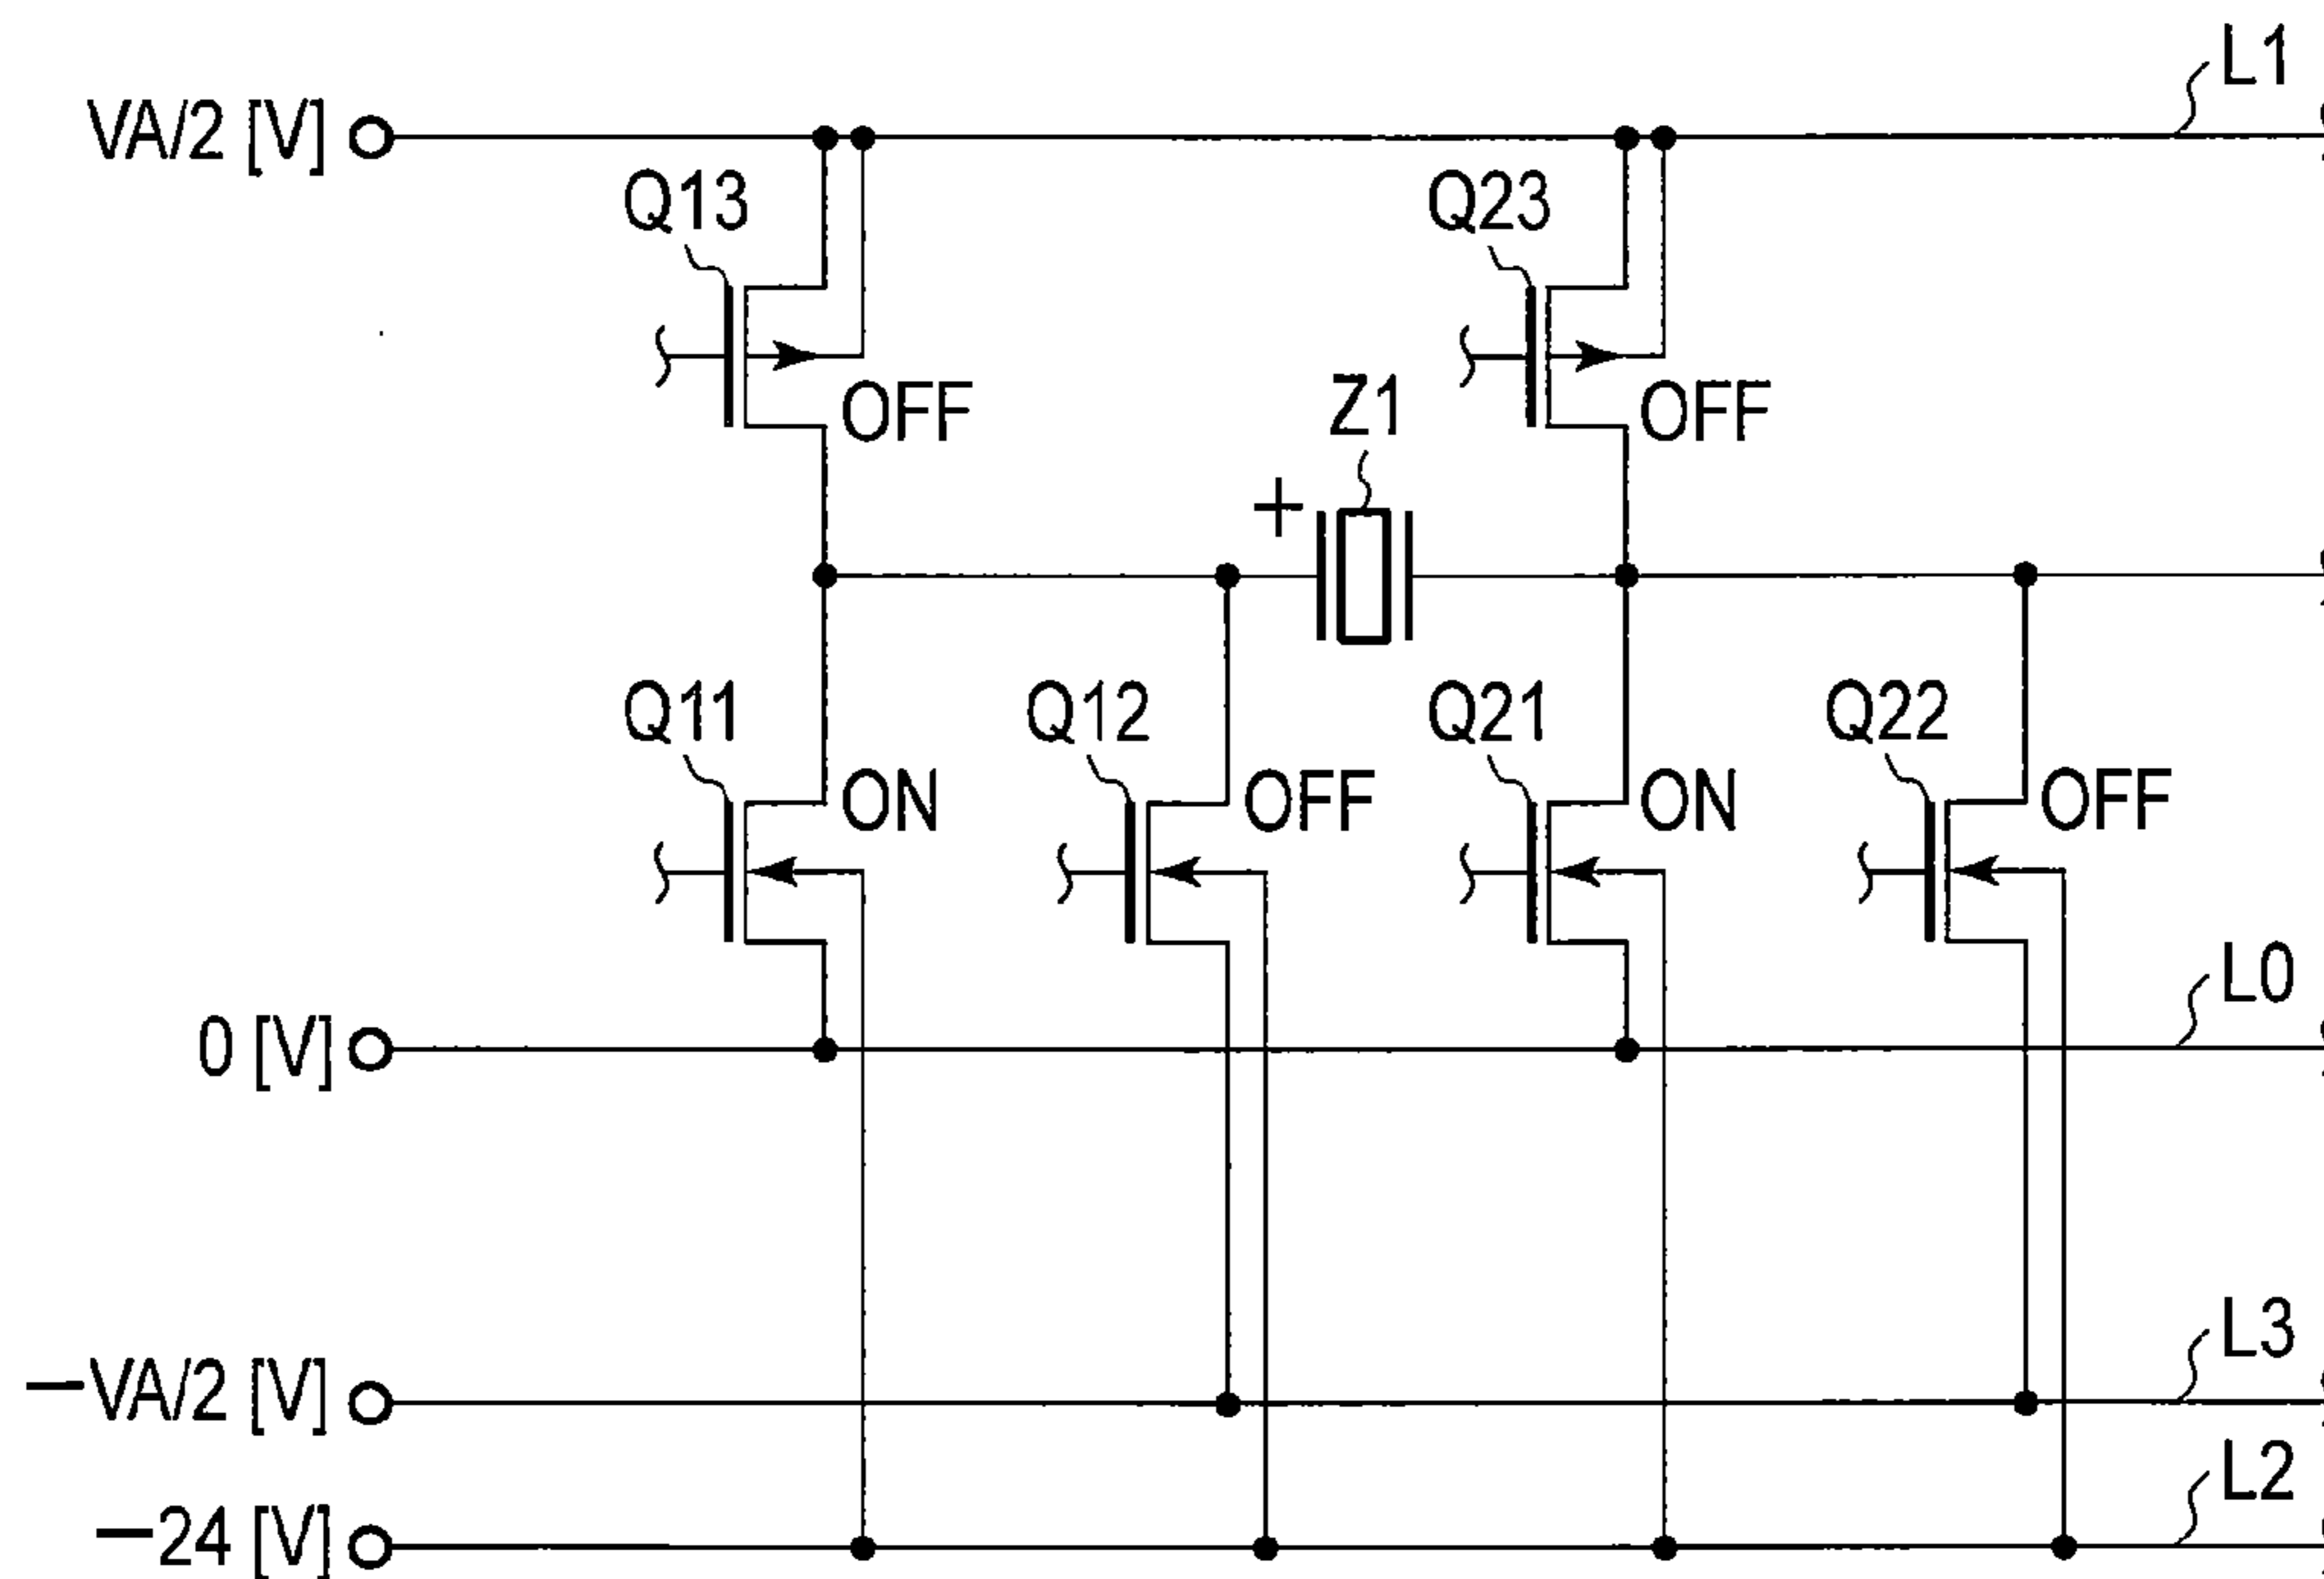 L1
VA/2 [V]
Q13
Q23
OFF
Z1
OFF
+
Q11
Q12
Q21
Q22
ON
OFF
ON
OFF
L0
0 [V]
L3
−VA/2 [V]
L2
−24 [V]